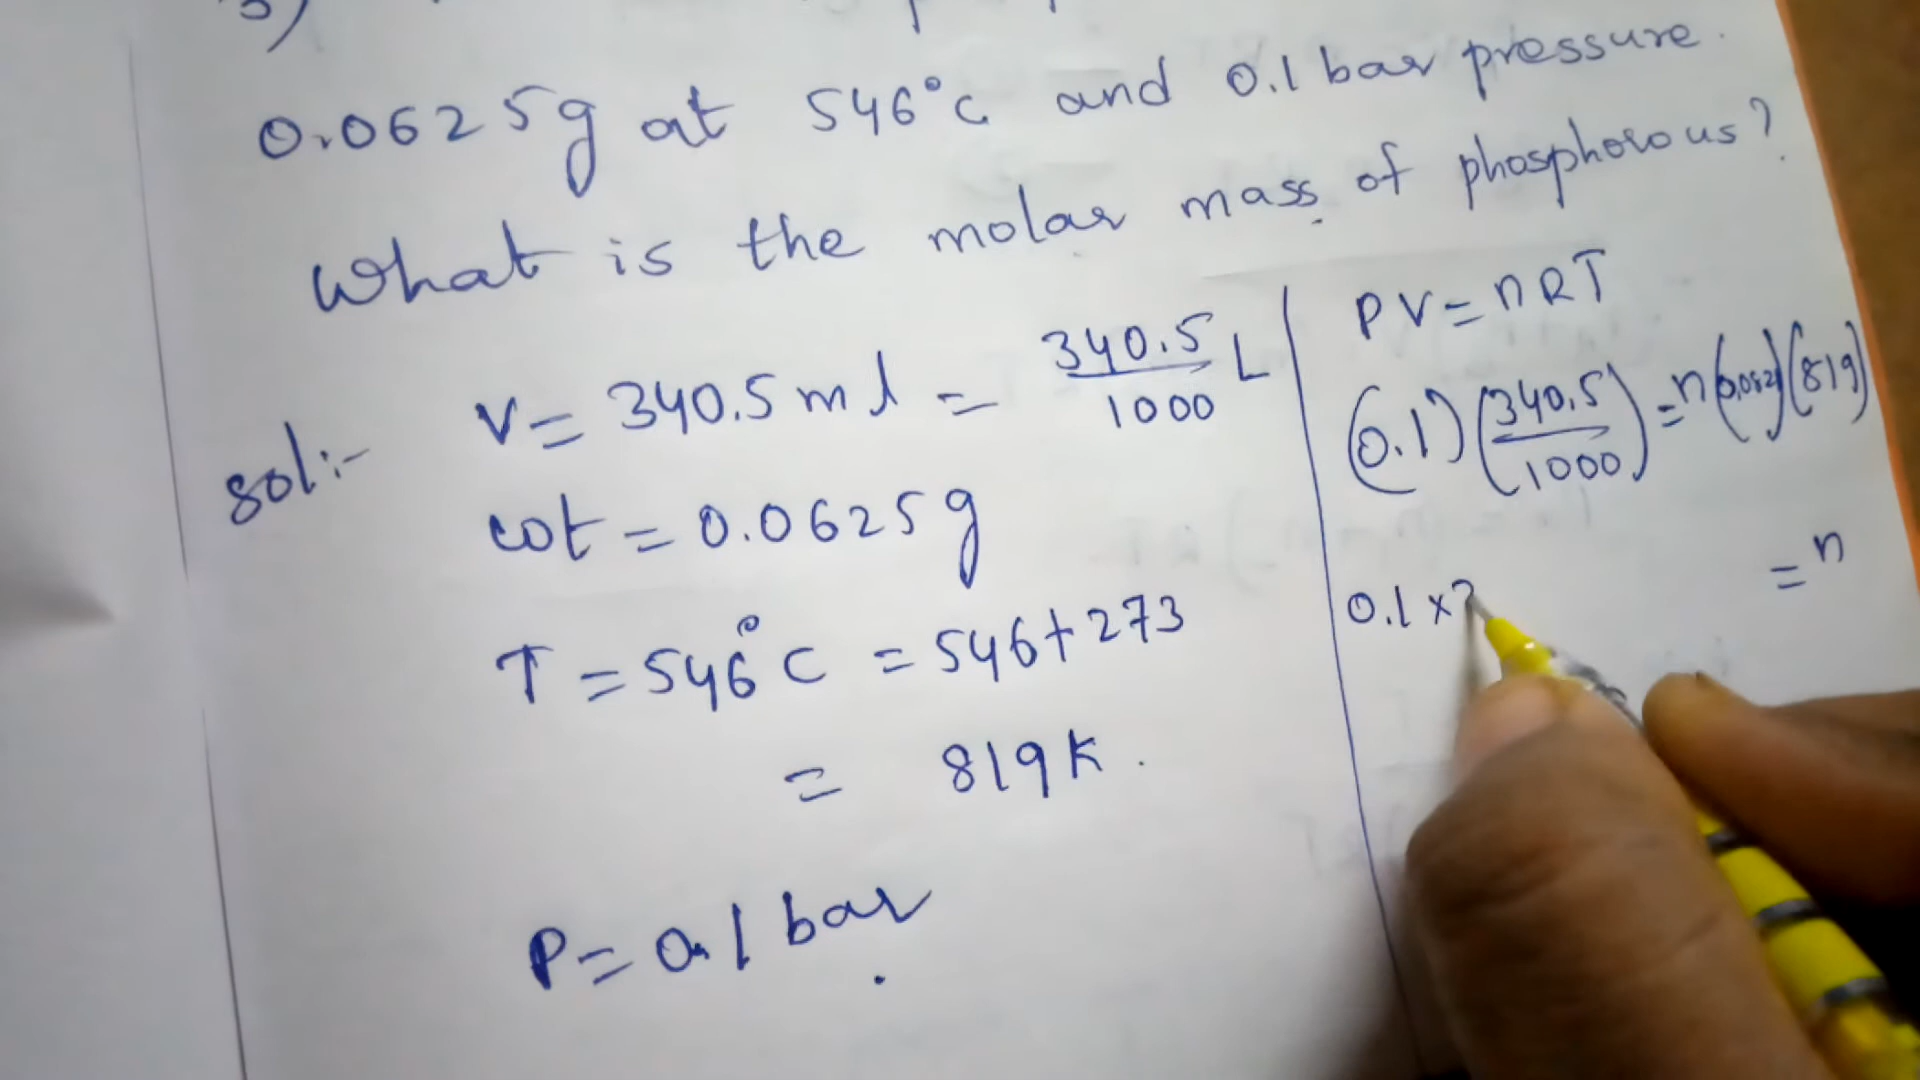 0.0625g at 546°C and 0.1 bar pressure.
What is the molar mass of phosphorous?
Sol:- V = 340.5 ml = 340.5/1000 L
wt = 0.0625g
T = 546°C = 546+273
= 819K.
P = 0.1 bar
PV = nRT
(0.1)(340.5/1000) = n(0.082)(819)
0.1 × = n